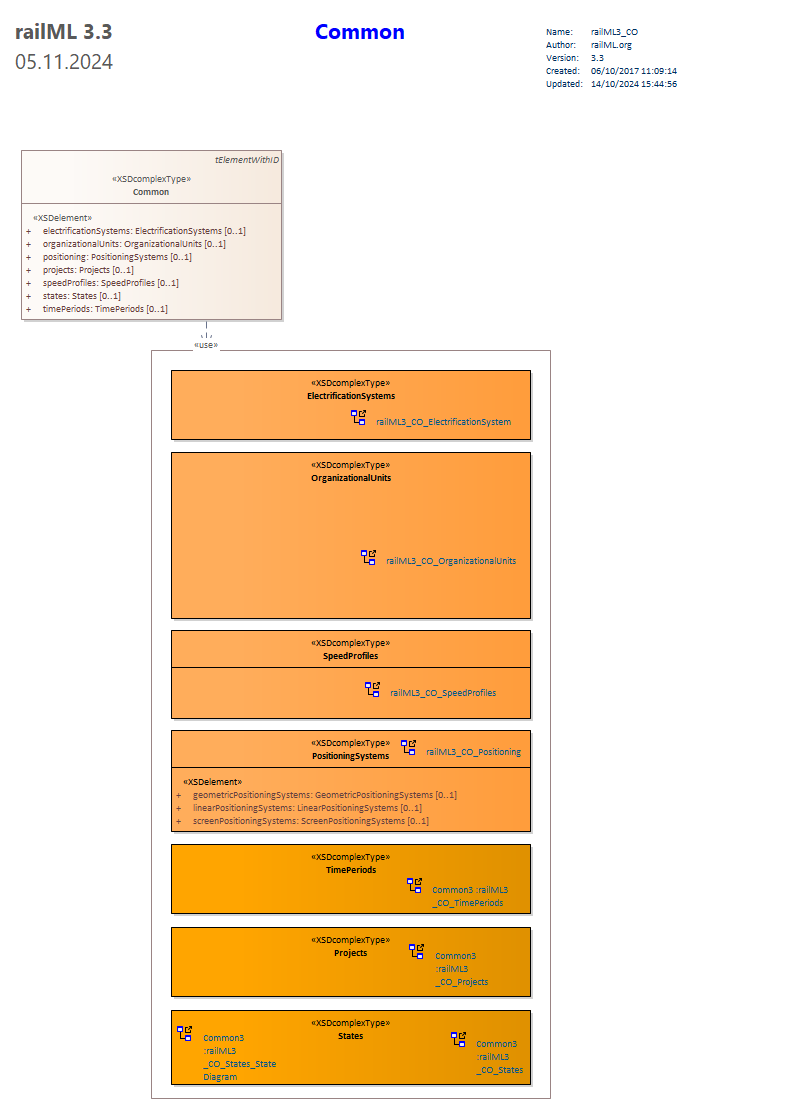 railML 3.3
05.11.2024
Common
Name: railML3_CO
Author: railML.org
Version: 3.3
Created: 06/10/2017 11:09:14
Updated: 14/10/2024 15:44:56
tElementWithID
«XSDcomplexType»
Common
«XSDelement»
+ electrificationSystems: ElectrificationSystems [0..1]
+ organizationalUnits: OrganizationalUnits [0..1]
+ positioning: PositioningSystems [0..1]
+ projects: Projects [0..1]
+ speedProfiles: SpeedProfiles [0..1]
+ states: States [0..1]
+ timePeriods: TimePeriods [0..1]
«use»
«XSDcomplexType»
ElectrificationSystems
railML3_CO_ElectrificationSystem
«XSDcomplexType»
OrganizationalUnits
railML3_CO_OrganizationalUnits
«XSDcomplexType»
SpeedProfiles
railML3_CO_SpeedProfiles
«XSDcomplexType»
PositioningSystems
railML3_CO_Positioning
«XSDelement»
+ geometricPositioningSystems: GeometricPositioningSystems [0..1]
+ linearPositioningSystems: LinearPositioningSystems [0..1]
+ screenPositioningSystems: ScreenPositioningSystems [0..1]
«XSDcomplexType»
TimePeriods
Common3 :railML3
_CO_TimePeriods
«XSDcomplexType»
Projects
Common3
:railML3
_CO_Projects
«XSDcomplexType»
States
Common3
:railML3
_CO_States_State
Diagram
Common3
:railML3
_CO_States